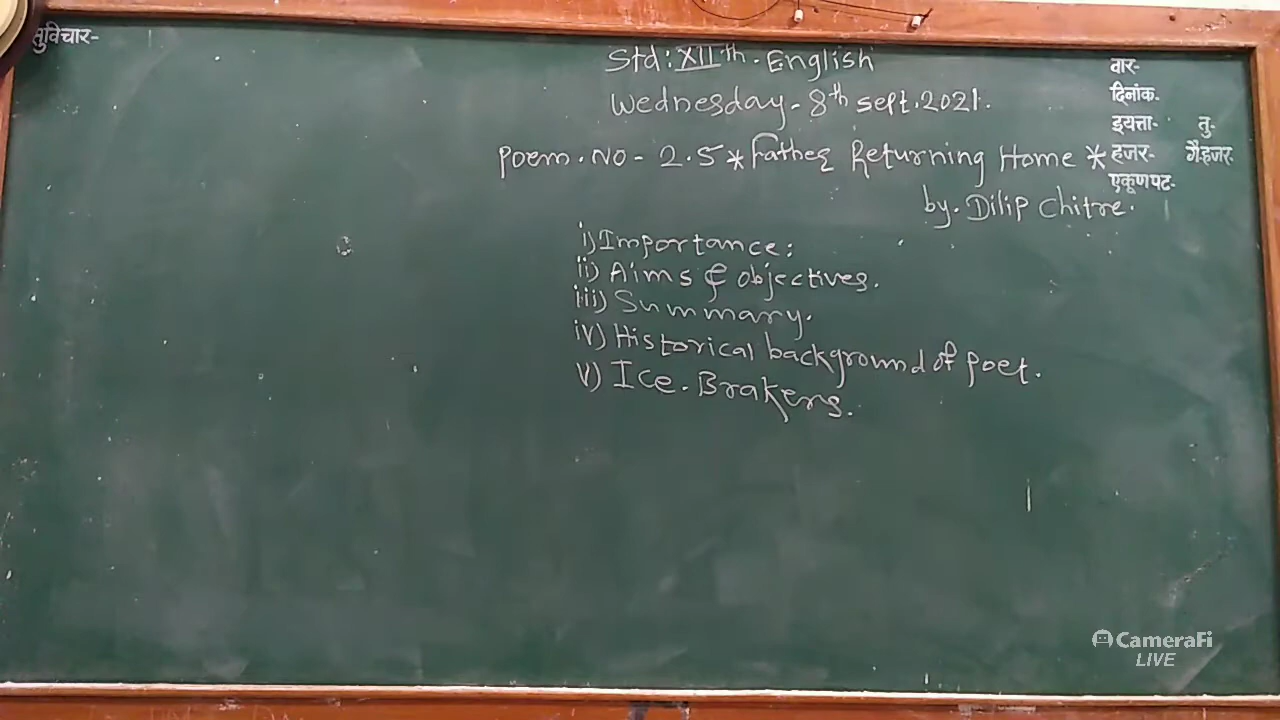 सुविचार-
Std: XIIth. English
Wednesday - 8th sept. 2021.
Poem. No - 2.5 * Father Returning Home *
by. Dilip Chitre.
i) Importance:
ii) Aims & objectives.
iii) Summary.
iv) Historical background of poet.
v) Ice. Brakers.
वार-
दिनांक-
इयत्ता- तु-
हजर- गै.हजर-
एकूणपट-
CameraFi
LIVE